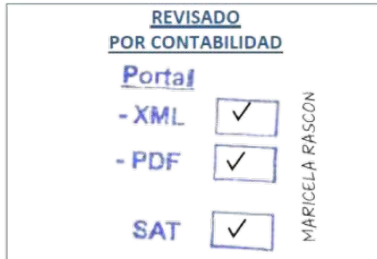 REVISADO
POR CONTABILIDAD
Portal
- XML ✓
- PDF ✓
SAT ✓
MARICELA RASCON